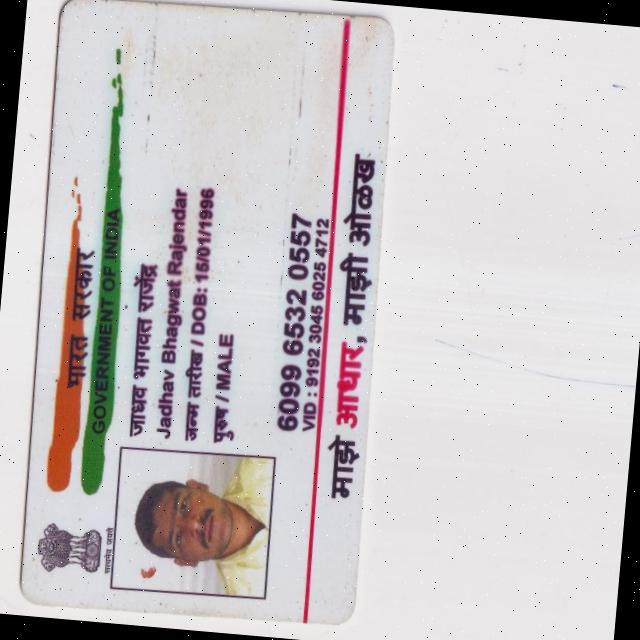 भारत सरकार
GOVERNMENT OF INDIA
सत्यमेव जयते
जाधव भागवत राजेंद्र
Jadhav Bhagwat Rajendar
जन्म तारीख / DOB: 15/01/1996
पुरुष / MALE
6099 6532 0557
VID : 9192 3045 6025 4712
माझे आधार, माझी ओळख